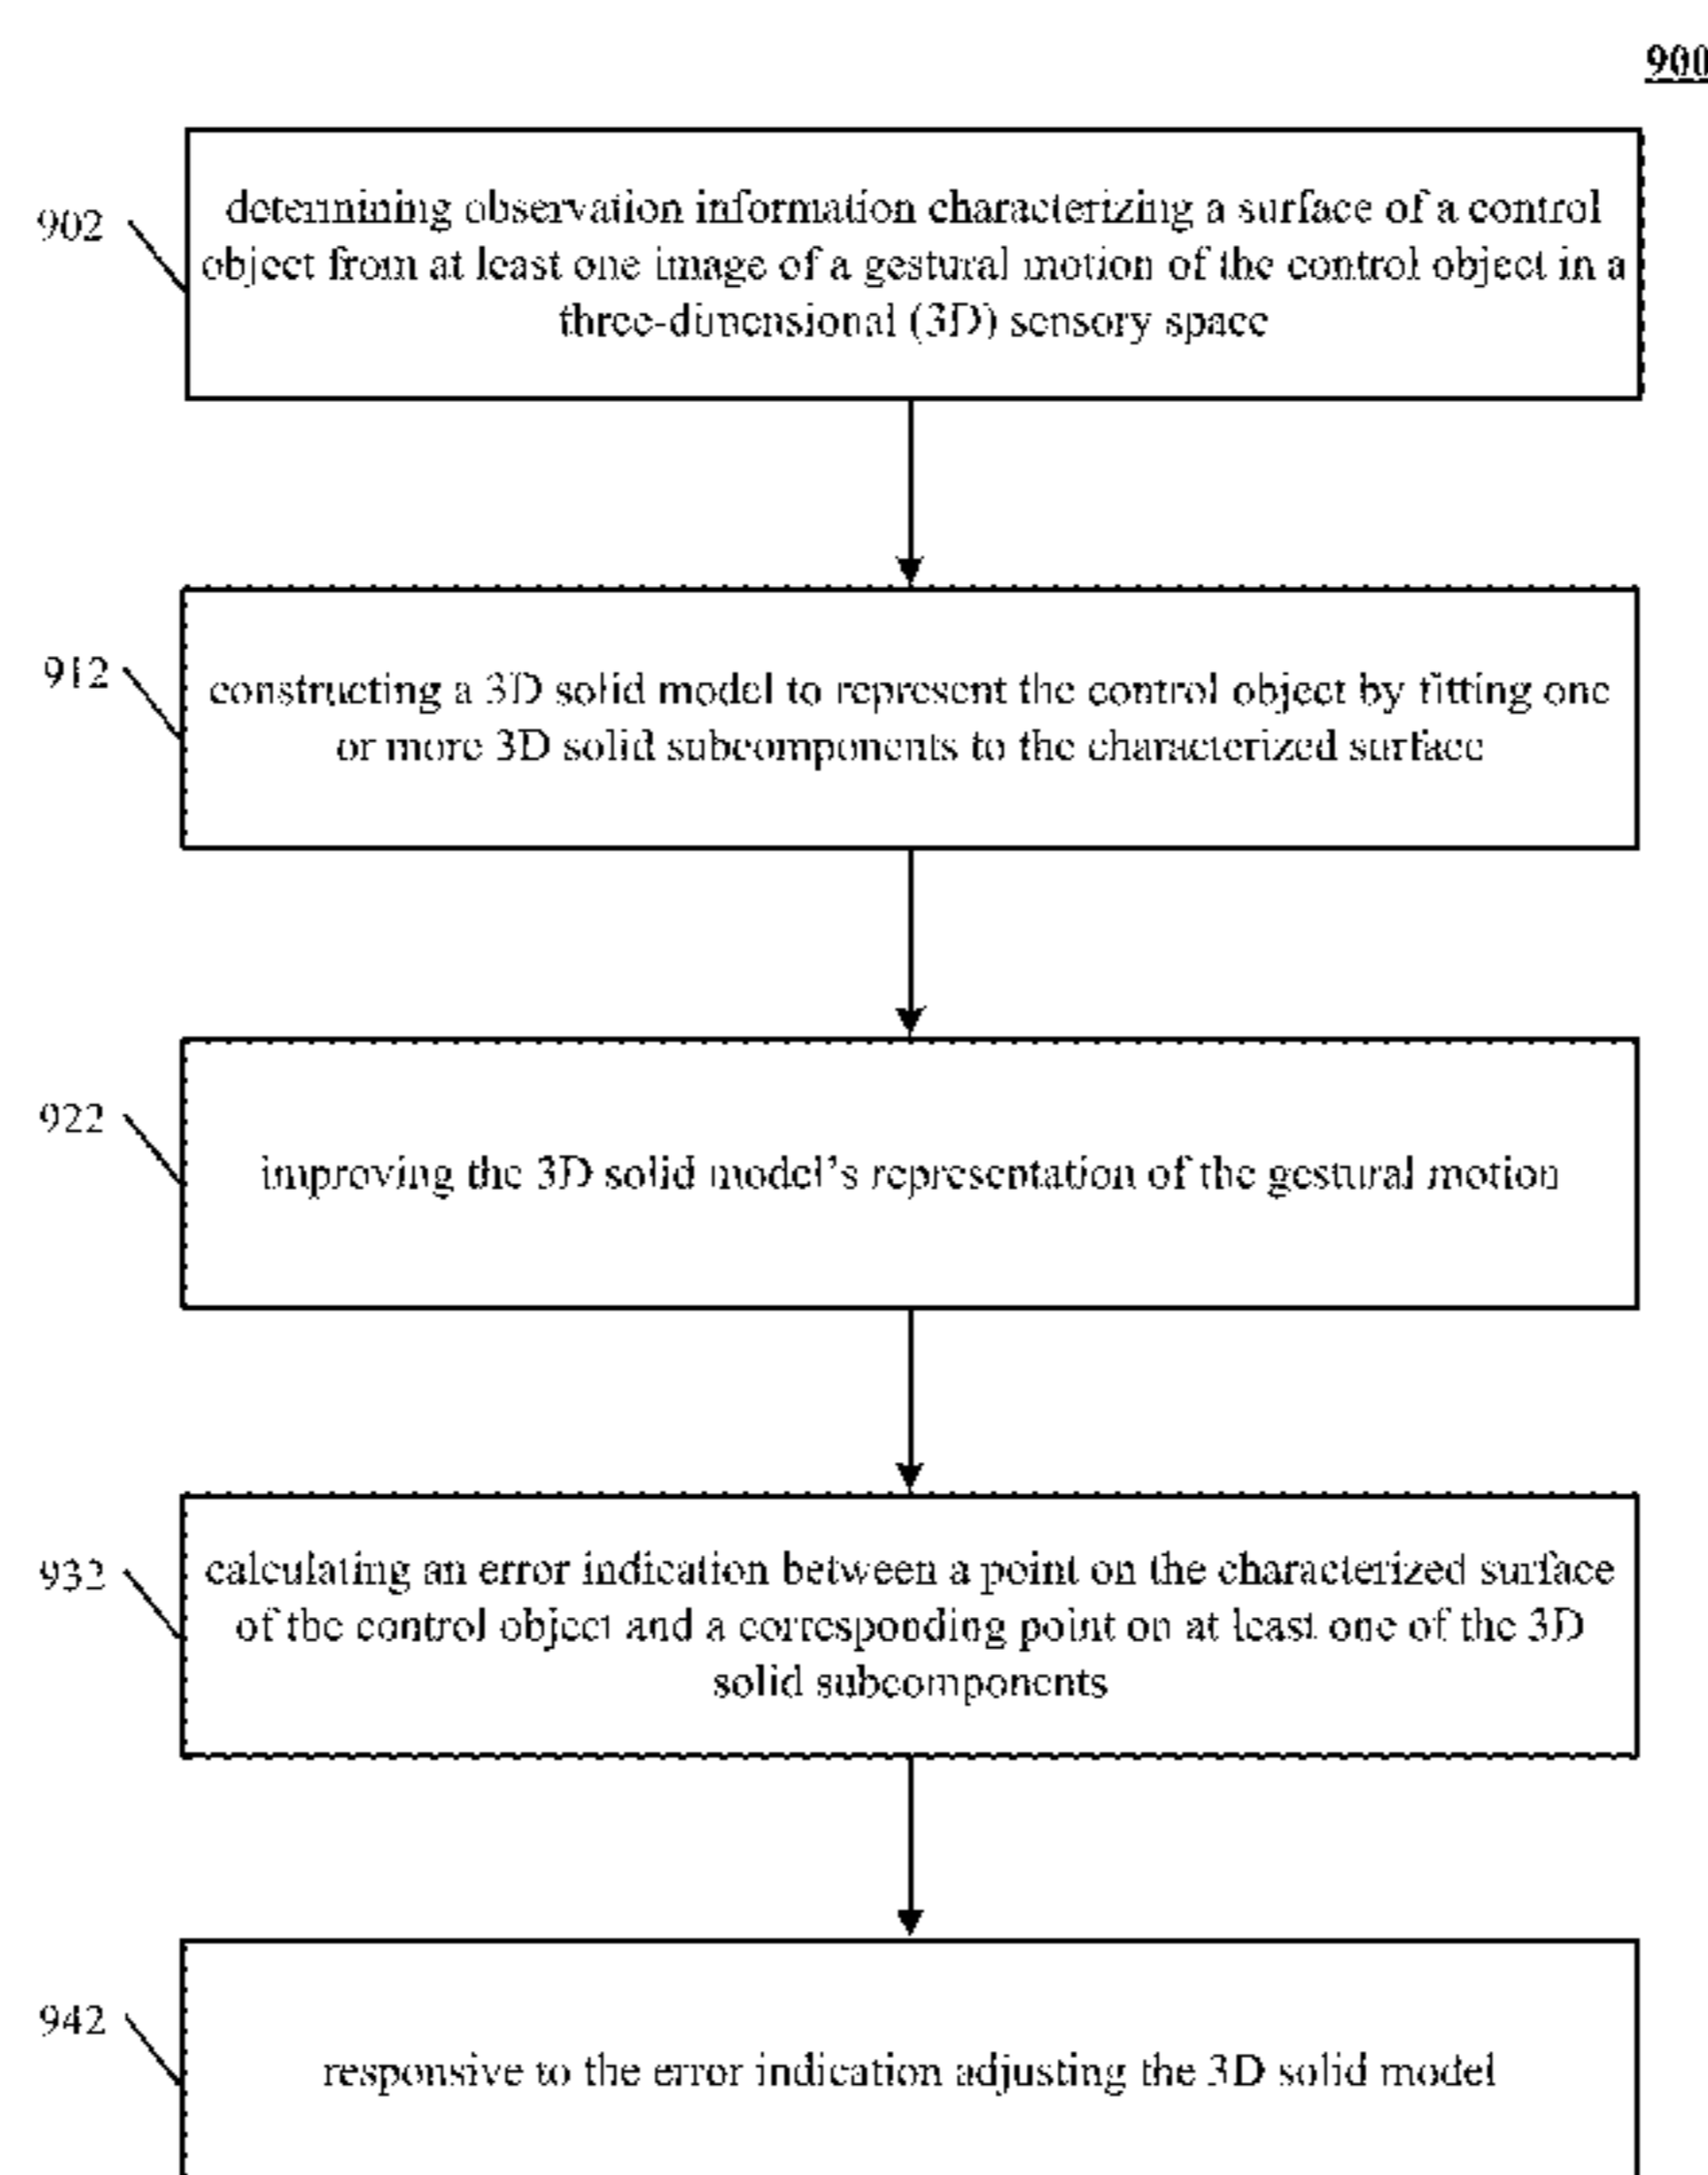 900
902
determining observation information characterizing a surface of a control
object from at least one image of a gestural motion of the control object in a
three-dimensional (3D) sensory space
912
constructing a 3D solid model to represent the control object by fitting one
or more 3D solid subcomponents to the characterized surface
922
improving the 3D solid model's representation of the gestural motion
932
calculating an error indication between a point on the characterized surface
of the control object and a corresponding point on at least one of the 3D
solid subcomponents
942
responsive to the error indication adjusting the 3D solid model